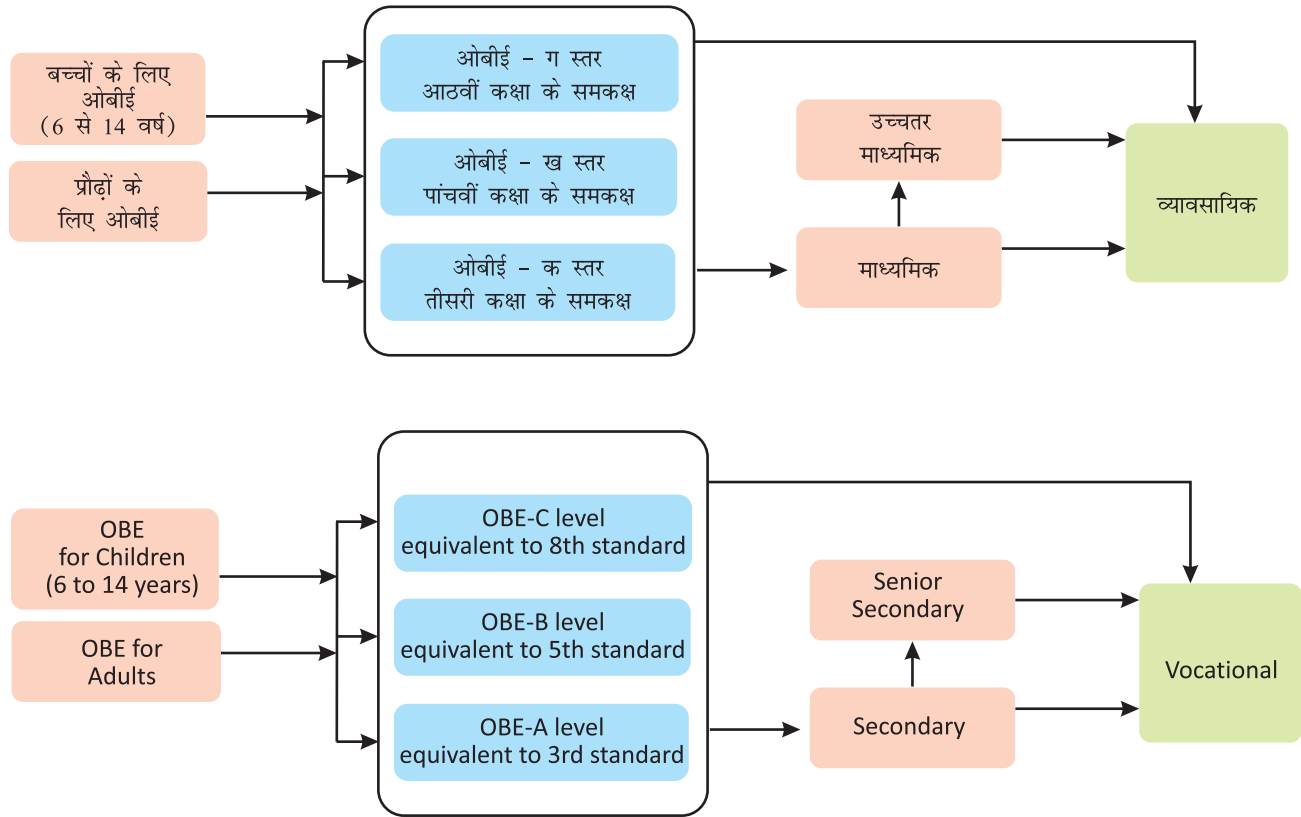 बच्चों के लिए
ओबीई
(6 से 14 वर्ष)
प्रौढ़ों के
लिए ओबीई
ओबीई – ग स्तर
आठवीं कक्षा के समकक्ष
ओबीई – ख स्तर
पांचवीं कक्षा के समकक्ष
ओबीई – क स्तर
तीसरी कक्षा के समकक्ष
उच्चतर
माध्यमिक
माध्यमिक
व्यावसायिक
OBE
for Children
(6 to 14 years)
OBE for
Adults
OBE-C level
equivalent to 8th standard
OBE-B level
equivalent to 5th standard
OBE-A level
equivalent to 3rd standard
Senior
Secondary
Secondary
Vocational